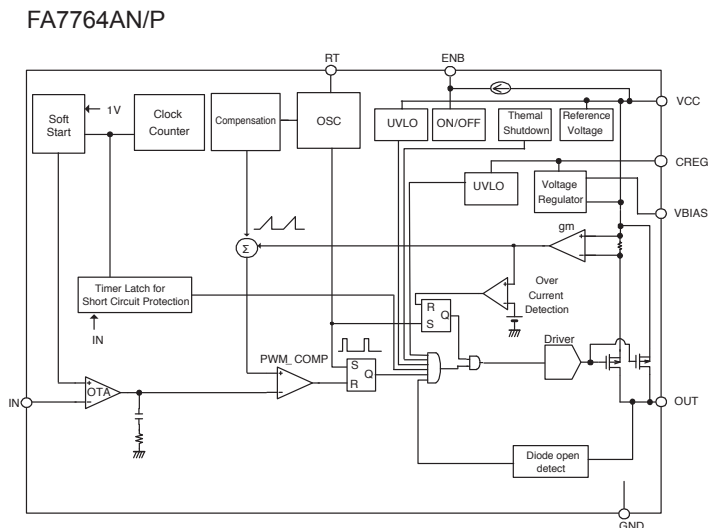 FA7764AN/P
RT
ENB
VCC
Soft
Start
1V
Clock
Counter
Compensation
OSC
UVLO
ON/OFF
Themal
Shutdown
Reference
Voltage
CREG
UVLO
Voltage
Regulator
VBIAS
gm
+
−
Σ
Timer Latch for
Short Circuit Protection
IN
+
−
Over
Current
Detection
R
S
Q
PWM_COMP
+
−
S
R
Q
Driver
IN
+
−
OTA
OUT
Diode open
detect
GND